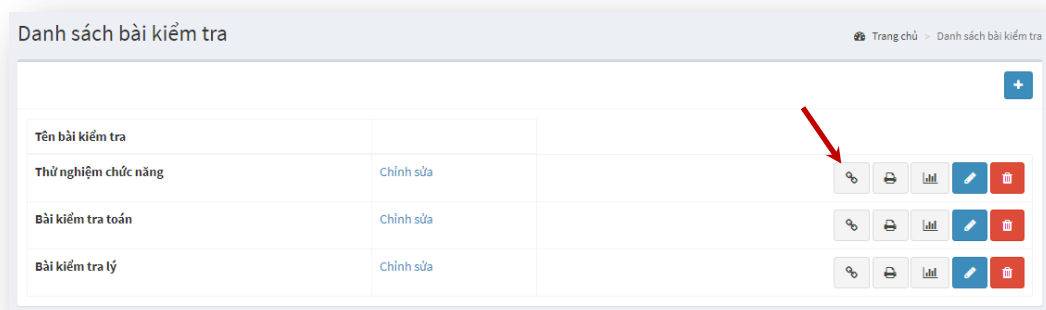 Danh sách bài kiểm tra
Trang chủ > Danh sách bài kiểm tra
Tên bài kiểm tra
Thử nghiệm chức năng Chỉnh sửa
Bài kiểm tra toán Chỉnh sửa
Bài kiểm tra lý Chỉnh sửa